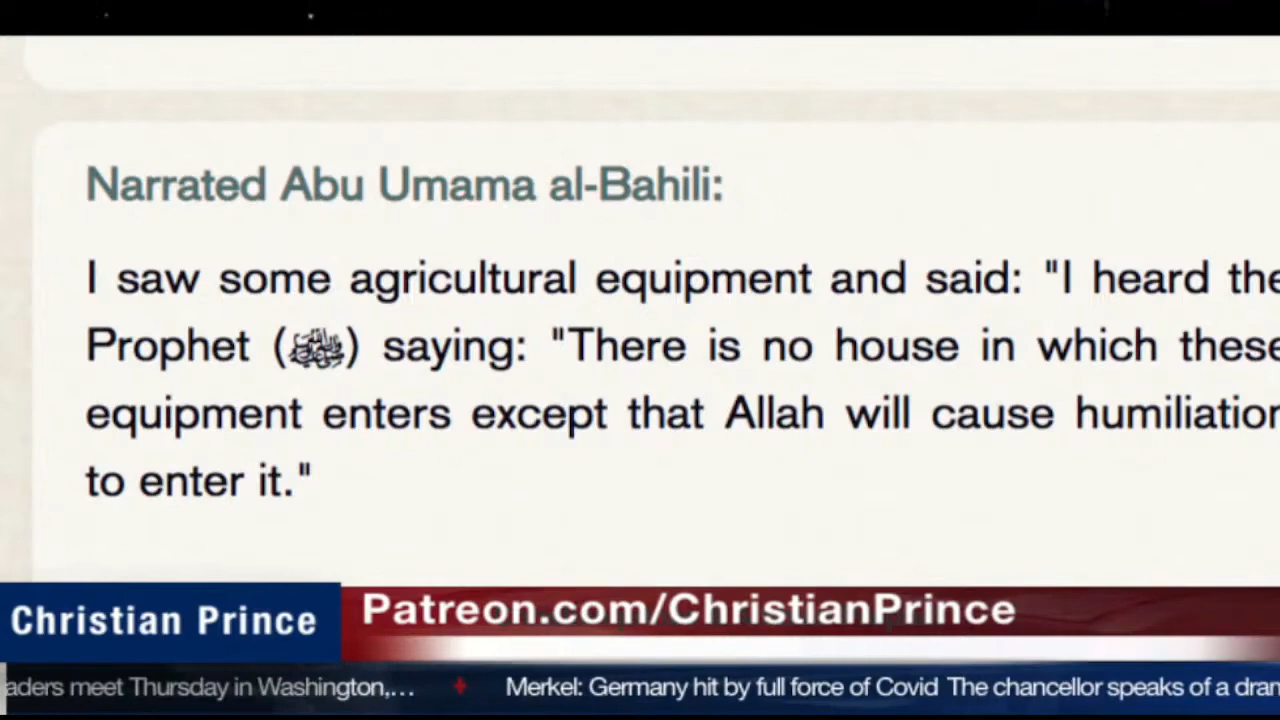 Narrated Abu Umama al-Bahili:
I saw some agricultural equipment and said: "I heard the
Prophet (ﷺ) saying: "There is no house in which these
equipment enters except that Allah will cause humiliation
to enter it."
Christian Prince
Patreon.com/ChristianPrince
aders meet Thursday in Washington,... Merkel: Germany hit by full force of Covid The chancellor speaks of a dran